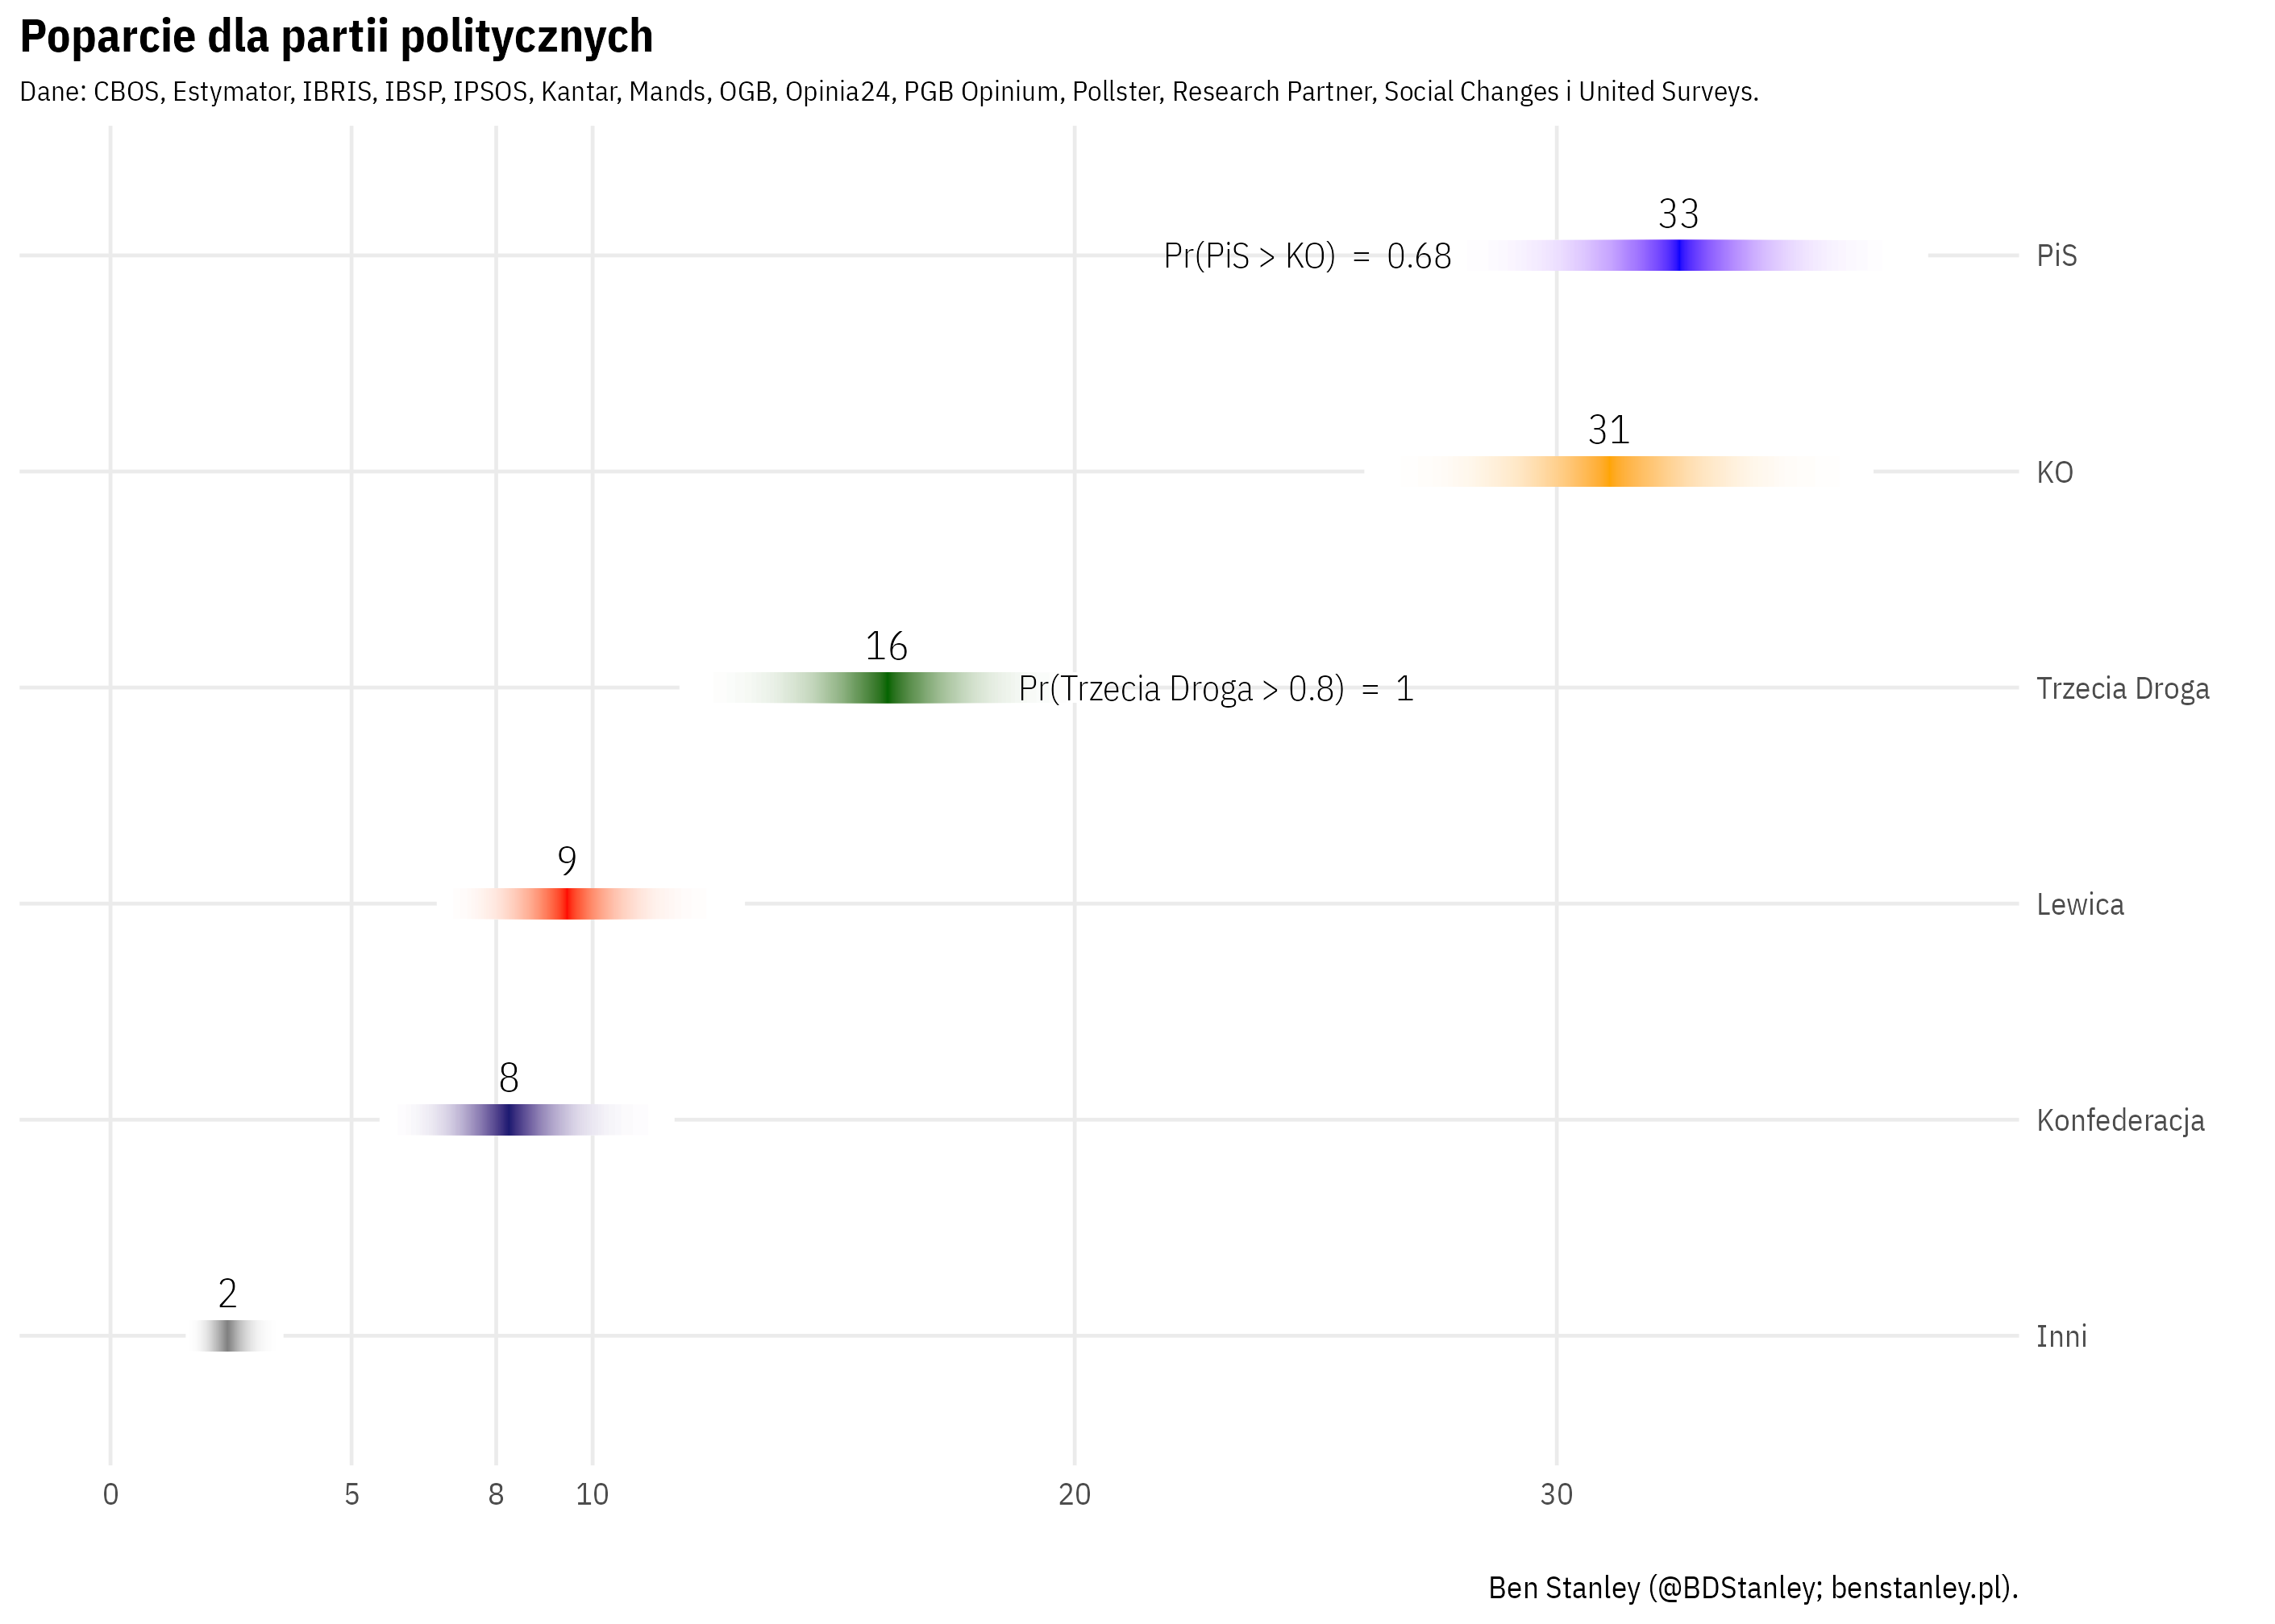 Poparcie dla partii politycznych
Dane: CBOS, Estymator, IBRIS, IBSP, IPSOS, Kantar, Mands, OGB, Opinia24, PGB Opinium, Pollster, Research Partner, Social Changes i United Surveys.
33
Pr(PiS > KO) = 0.68
PiS
31
KO
16
Pr(Trzecia Droga > 0.8) = 1
Trzecia Droga
9
Lewica
8
Konfederacja
2
Inni
0 5 8 10 20 30
Ben Stanley (@BDStanley; benstanley.pl).